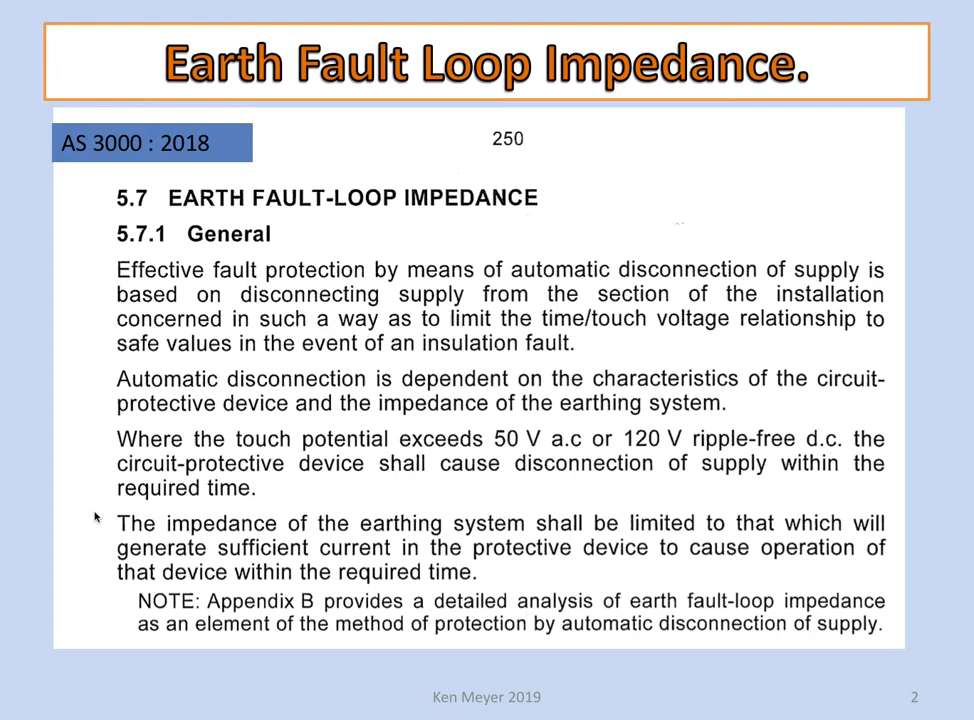 Earth Fault Loop Impedance.
AS 3000 : 2018
250
5.7 EARTH FAULT-LOOP IMPEDANCE
5.7.1 General
Effective fault protection by means of automatic disconnection of supply is
based on disconnecting supply from the section of the installation
concerned in such a way as to limit the time/touch voltage relationship to
safe values in the event of an insulation fault.
Automatic disconnection is dependent on the characteristics of the circuit-
protective device and the impedance of the earthing system.
Where the touch potential exceeds 50 V a.c or 120 V ripple-free d.c. the
circuit-protective device shall cause disconnection of supply within the
required time.
The impedance of the earthing system shall be limited to that which will
generate sufficient current in the protective device to cause operation of
that device within the required time.
NOTE: Appendix B provides a detailed analysis of earth fault-loop impedance
as an element of the method of protection by automatic disconnection of supply.
Ken Meyer 2019
2